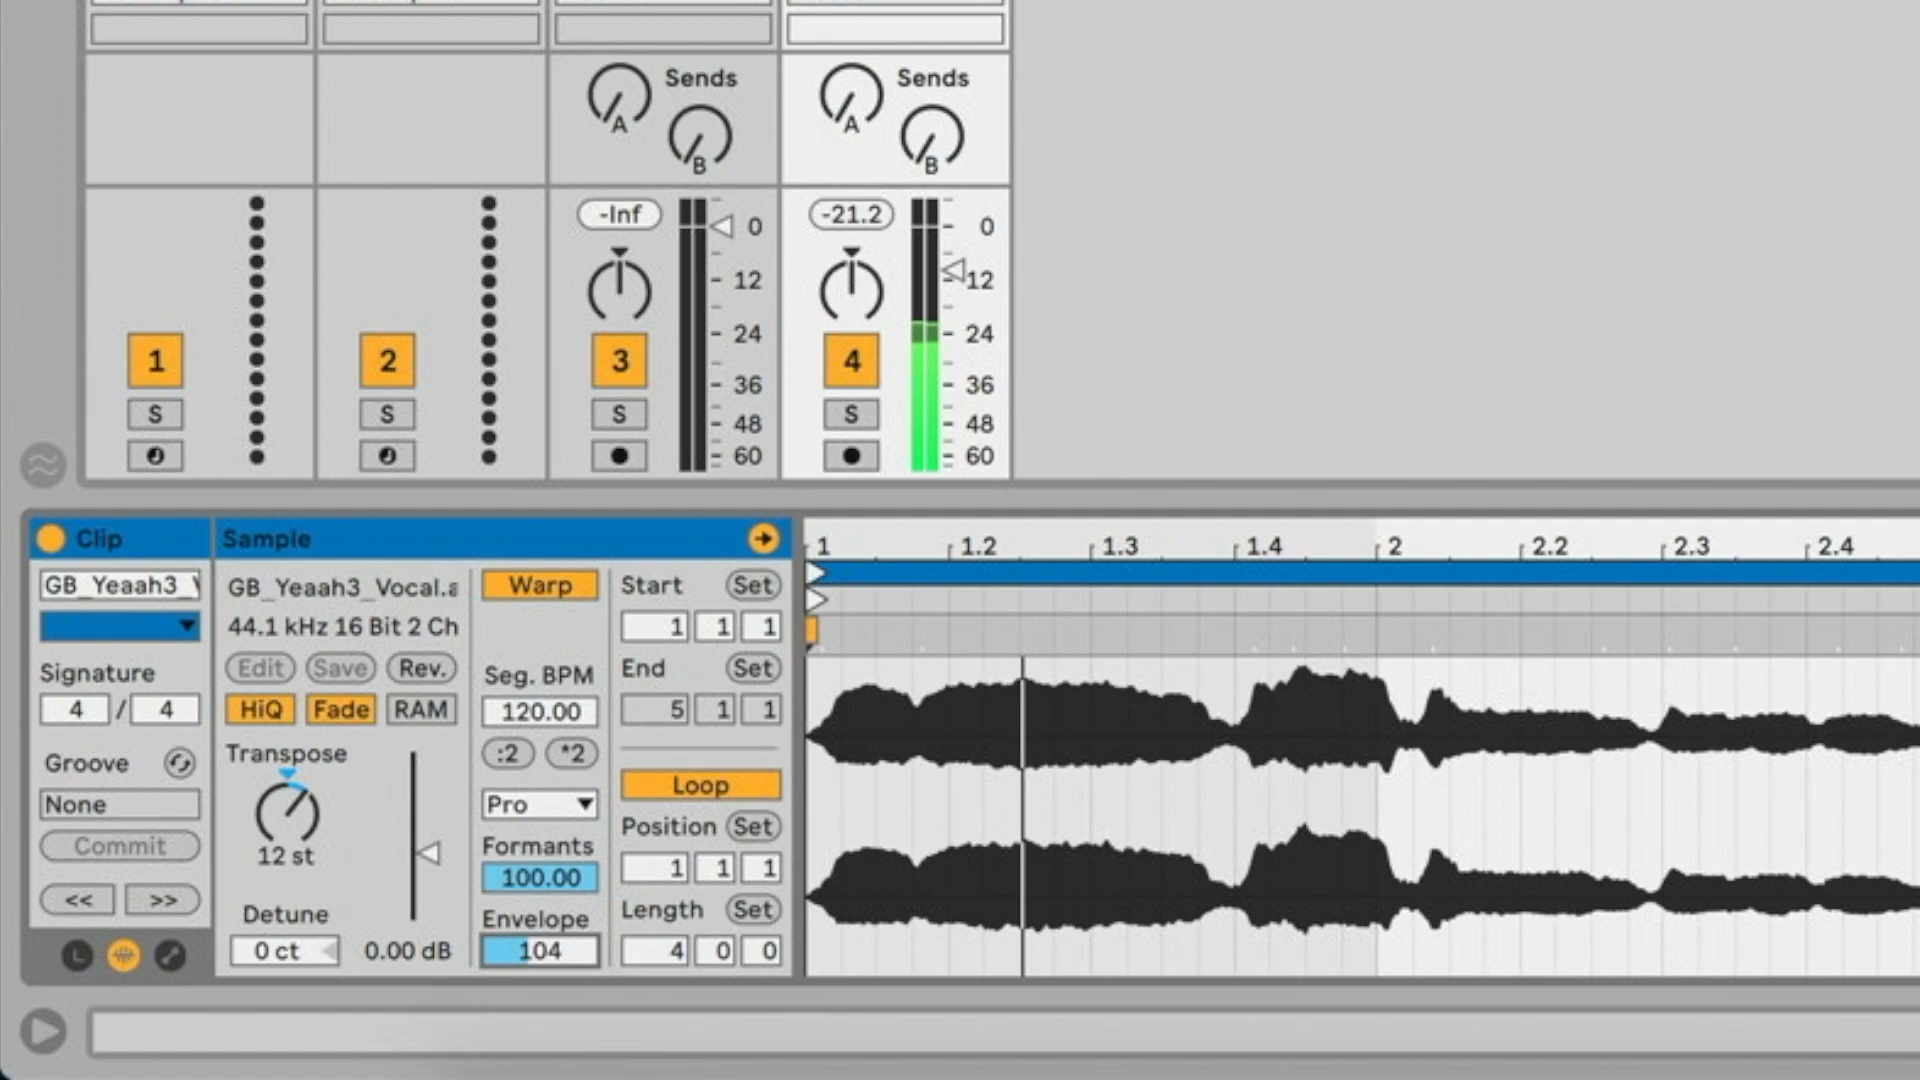 Sends
A
B
Sends
A
B
-Inf
0
12
24
36
48
60
-21.2
0
12
24
36
48
60
1
2
3
4
S
S
S
S
Clip
GB_Yeaah3_
Signature
4 / 4
Groove
None
Commit
<< >>
L
Sample
GB_Yeaah3_Vocal.a
44.1 kHz 16 Bit 2 Ch
Edit Save Rev.
HiQ Fade RAM
Transpose
12 st
Detune
0 ct 0.00 dB
Warp
Seg. BPM
120.00
:2 *2
Pro
Formants
100.00
Envelope
104
Start Set
1 1 1
End Set
5 1 1
Loop
Position Set
1 1 1
Length Set
4 0 0
1 1.2 1.3 1.4 2 2.2 2.3 2.4